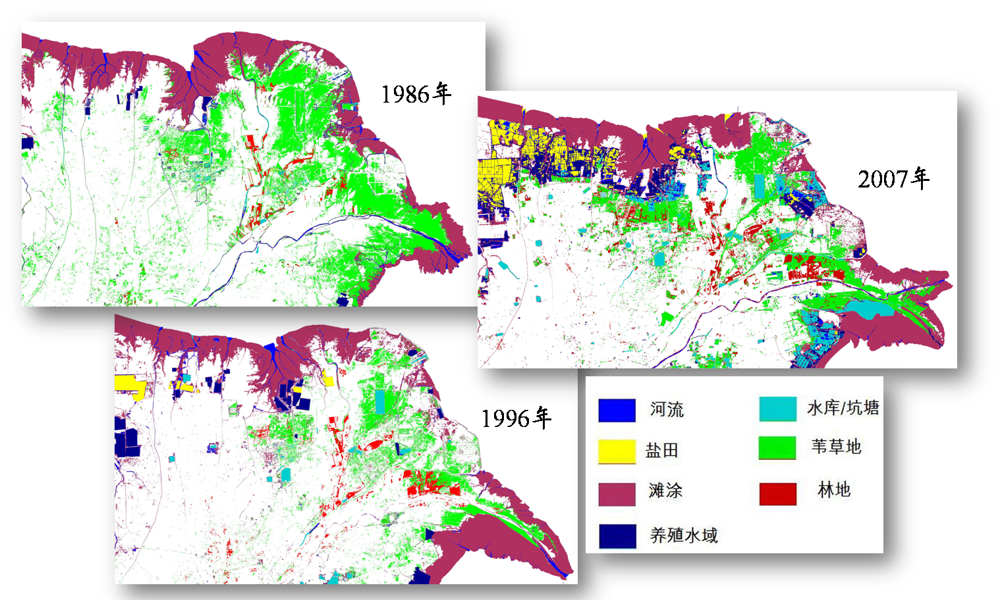 1986年
2007年
1996年
河流
水库/坑塘
盐田
苇草地
滩涂
林地
养殖水域